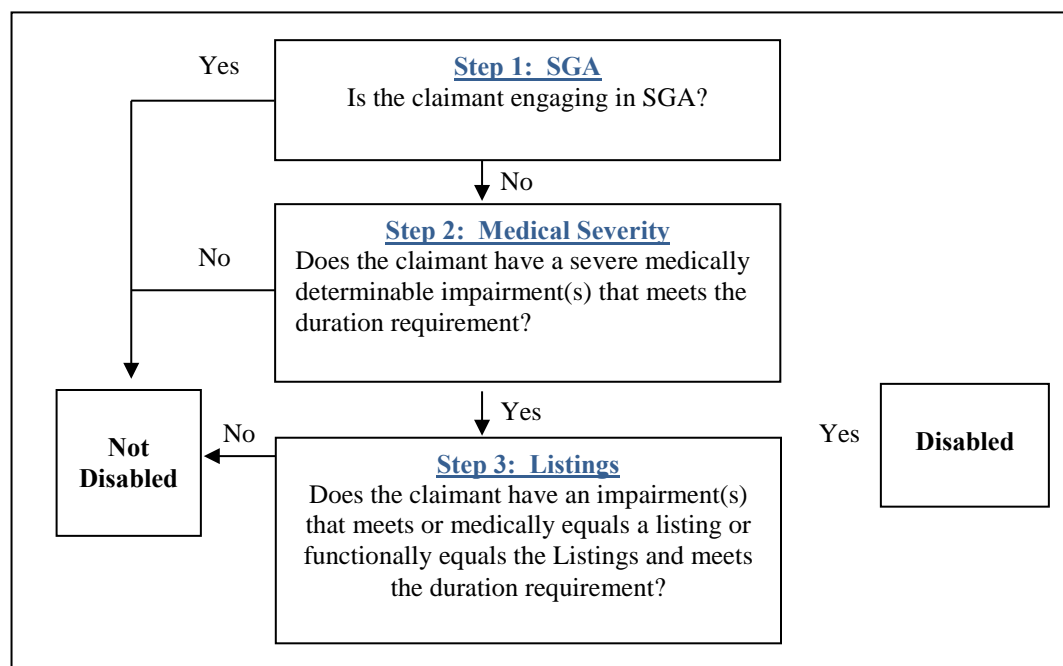 Yes
Step 1: SGA
Is the claimant engaging in SGA?
No
Step 2: Medical Severity
No
Does the claimant have a severe medically
determinable impairment(s) that meets the
duration requirement?
Yes
Not
Disabled
No
Yes
Disabled
Step 3: Listings
Does the claimant have an impairment(s)
that meets or medically equals a listing or
functionally equals the Listings and meets
the duration requirement?